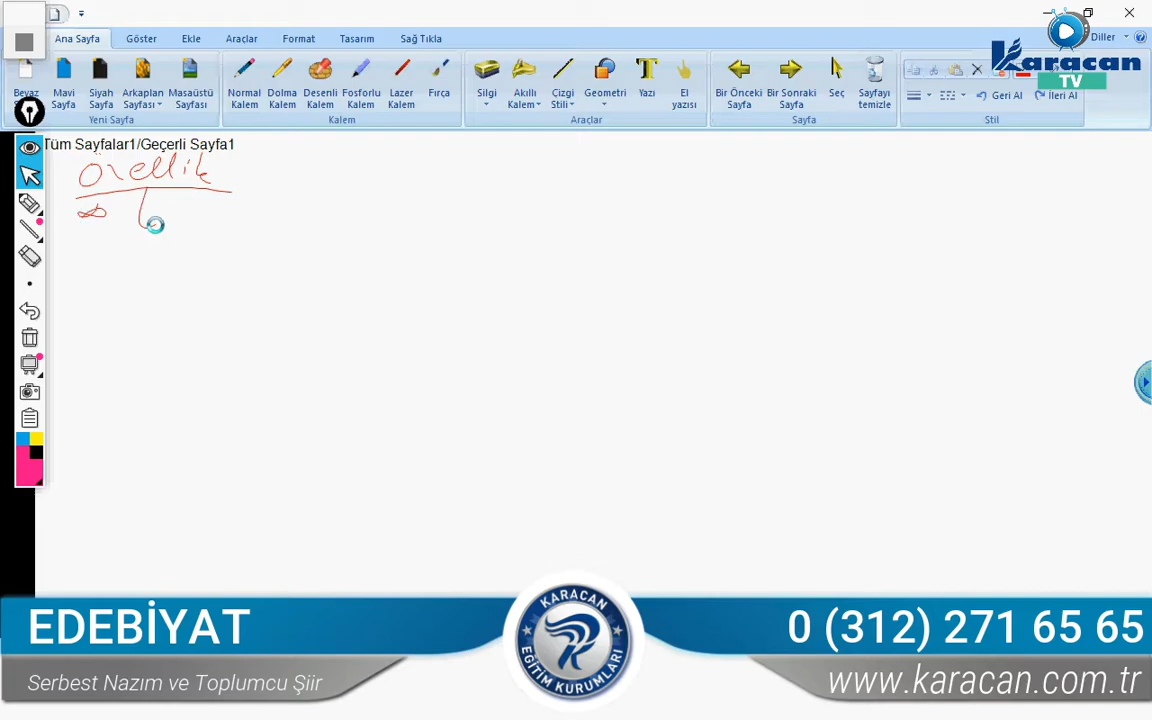 Karacan
TV
Diller
Ana Sayfa Göster Ekle Araçlar Format Tasarım Sağ Tıkla
Beyaz Sayfa Mavi Sayfa Siyah Sayfa Arkaplan Sayfası Masaüstü Sayfası
Normal Kalem Dolma Kalem Desenli Kalem Fosforlu Kalem Lazer Kalem Fırça
Silgi Akıllı Kalem Çizgi Stili Geometri Yazı El yazısı
Bir Önceki Sayfa Bir Sonraki Sayfa Seç Sayfayı temizle
Geri Al İleri Al
Yeni Sayfa Kalem Araçlar Sayfa Stil
Tüm Sayfalar1/Geçerli Sayfa1
Özellik
EDEBİYAT
Serbest Nazım ve Toplumcu Şiir
KARACAN
EĞİTİM KURUMLARI
0 (312) 271 65 65
www.karacan.com.tr